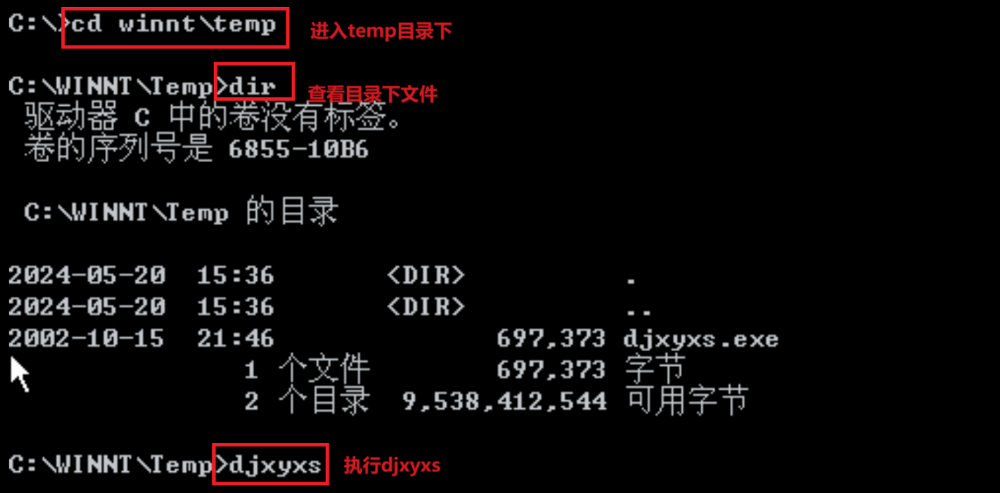 C:\>cd winnt\temp 进入temp目录下
C:\WINNT\Temp>dir 查看目录下文件
驱动器 C 中的卷没有标签。
卷的序列号是 6855-10B6
C:\WINNT\Temp 的目录
2024-05-20 15:36 <DIR> .
2024-05-20 15:36 <DIR> ..
2002-10-15 21:46 697,373 djxyxs.exe
1 个文件 697,373 字节
2 个目录 9,538,412,544 可用字节
C:\WINNT\Temp>djxyxs 执行djxyxs